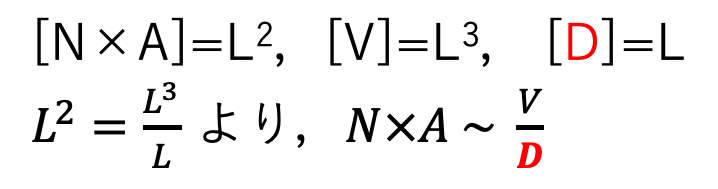 [N×A]=L², [V]=L³, [D]=L
L² = L³/L より, N×A ~ V/D